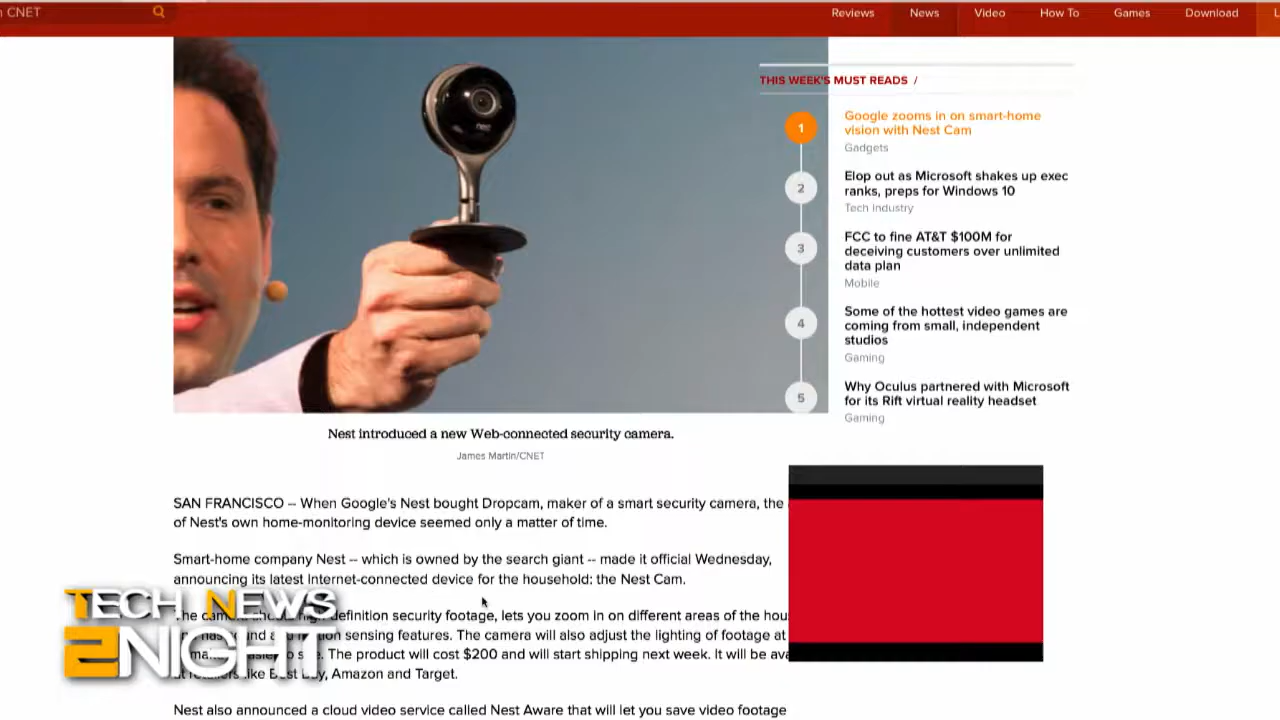 CNET
Reviews
News
Video
How To
Games
Download
nest
THIS WEEK'S MUST READS /
1
Google zooms in on smart-home
vision with Nest Cam
Gadgets
2
Elop out as Microsoft shakes up exec
ranks, preps for Windows 10
Tech Industry
3
FCC to fine AT&T $100M for
deceiving customers over unlimited
data plan
Mobile
4
Some of the hottest video games are
coming from small, independent
studios
Gaming
5
Why Oculus partnered with Microsoft
for its Rift virtual reality headset
Gaming
Nest introduced a new Web-connected security camera.
James Martin/CNET
SAN FRANCISCO -- When Google's Nest bought Dropcam, maker of a smart security camera, the
of Nest's own home-monitoring device seemed only a matter of time.
Smart-home company Nest -- which is owned by the search giant -- made it official Wednesday,
announcing its latest Internet-connected device for the household: the Nest Cam.
The definition security footage, lets you zoom in on different areas of the
sensing features. The camera will also adjust the lighting of footage at
The product will cost $200 and will start shipping next week. It will be
like Amazon and Target.
Nest also announced a cloud video service called Nest Aware that will let you save video footage
TECH NEWS
2NIGHT